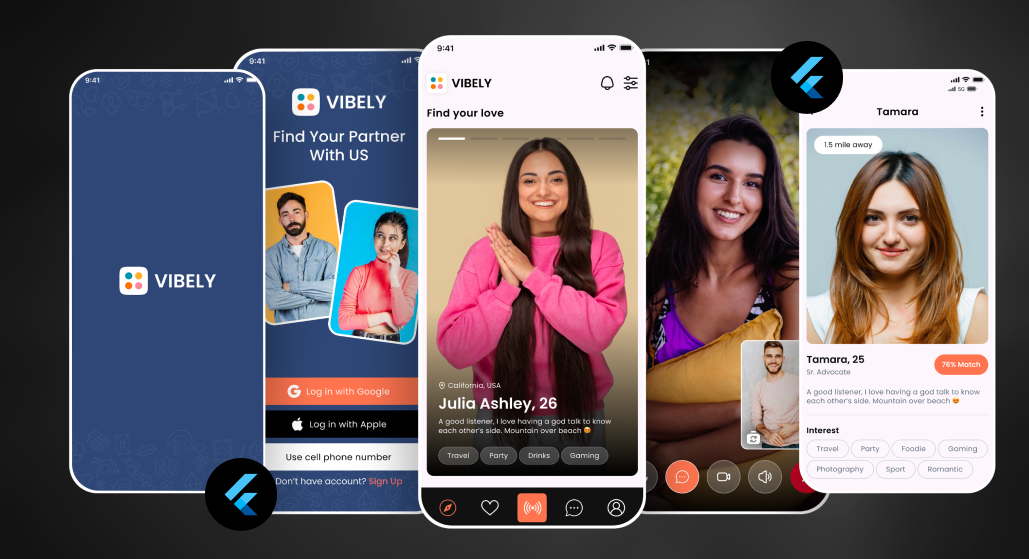 9:41
VIBELY
9:41
VIBELY
Find Your Partner
With US
Log in with Google
Log in with Apple
Use cell phone number
Don't have account? Sign Up
9:41
VIBELY
Find your love
California, USA
Julia Ashley, 26
A good listener, I love having a god talk to know
each other's side. Mountain over beach
Travel
Party
Drinks
Gaming
5G
Tamara
1.5 mile away
Tamara, 25
76% Match
Sr. Advocate
A good listener, I love having a god talk to know
each other's side. Mountain over beach
Interest
Travel
Party
Foodie
Gaming
Photography
Sport
Romantic